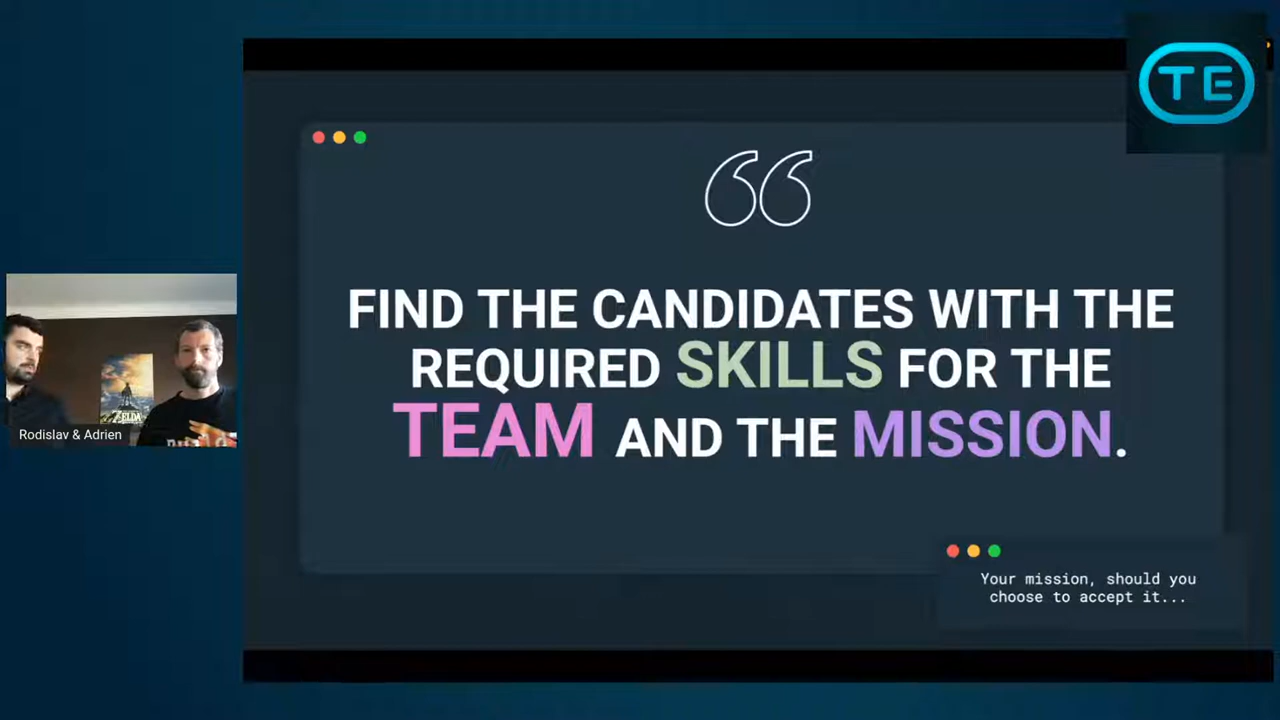 TE
FIND THE CANDIDATES WITH THE
REQUIRED SKILLS FOR THE
TEAM AND THE MISSION.
ZELDA
Rodislav & Adrien
Your mission, should you
choose to accept it...